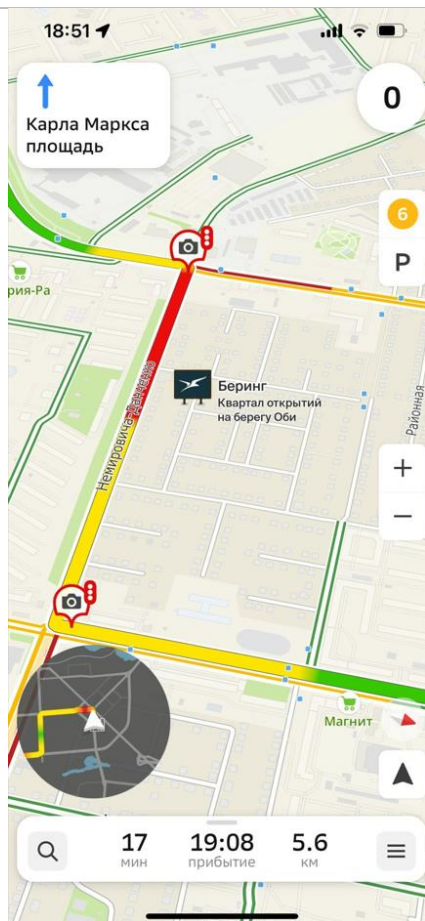 18:51
Карла Маркса
площадь
0
6
P
рия-Ра
Немировича-Данченко
Беринг
Квартал открытий
на берегу Оби
Районная
+
−
Магнит
17
мин
19:08
прибытие
5.6
км